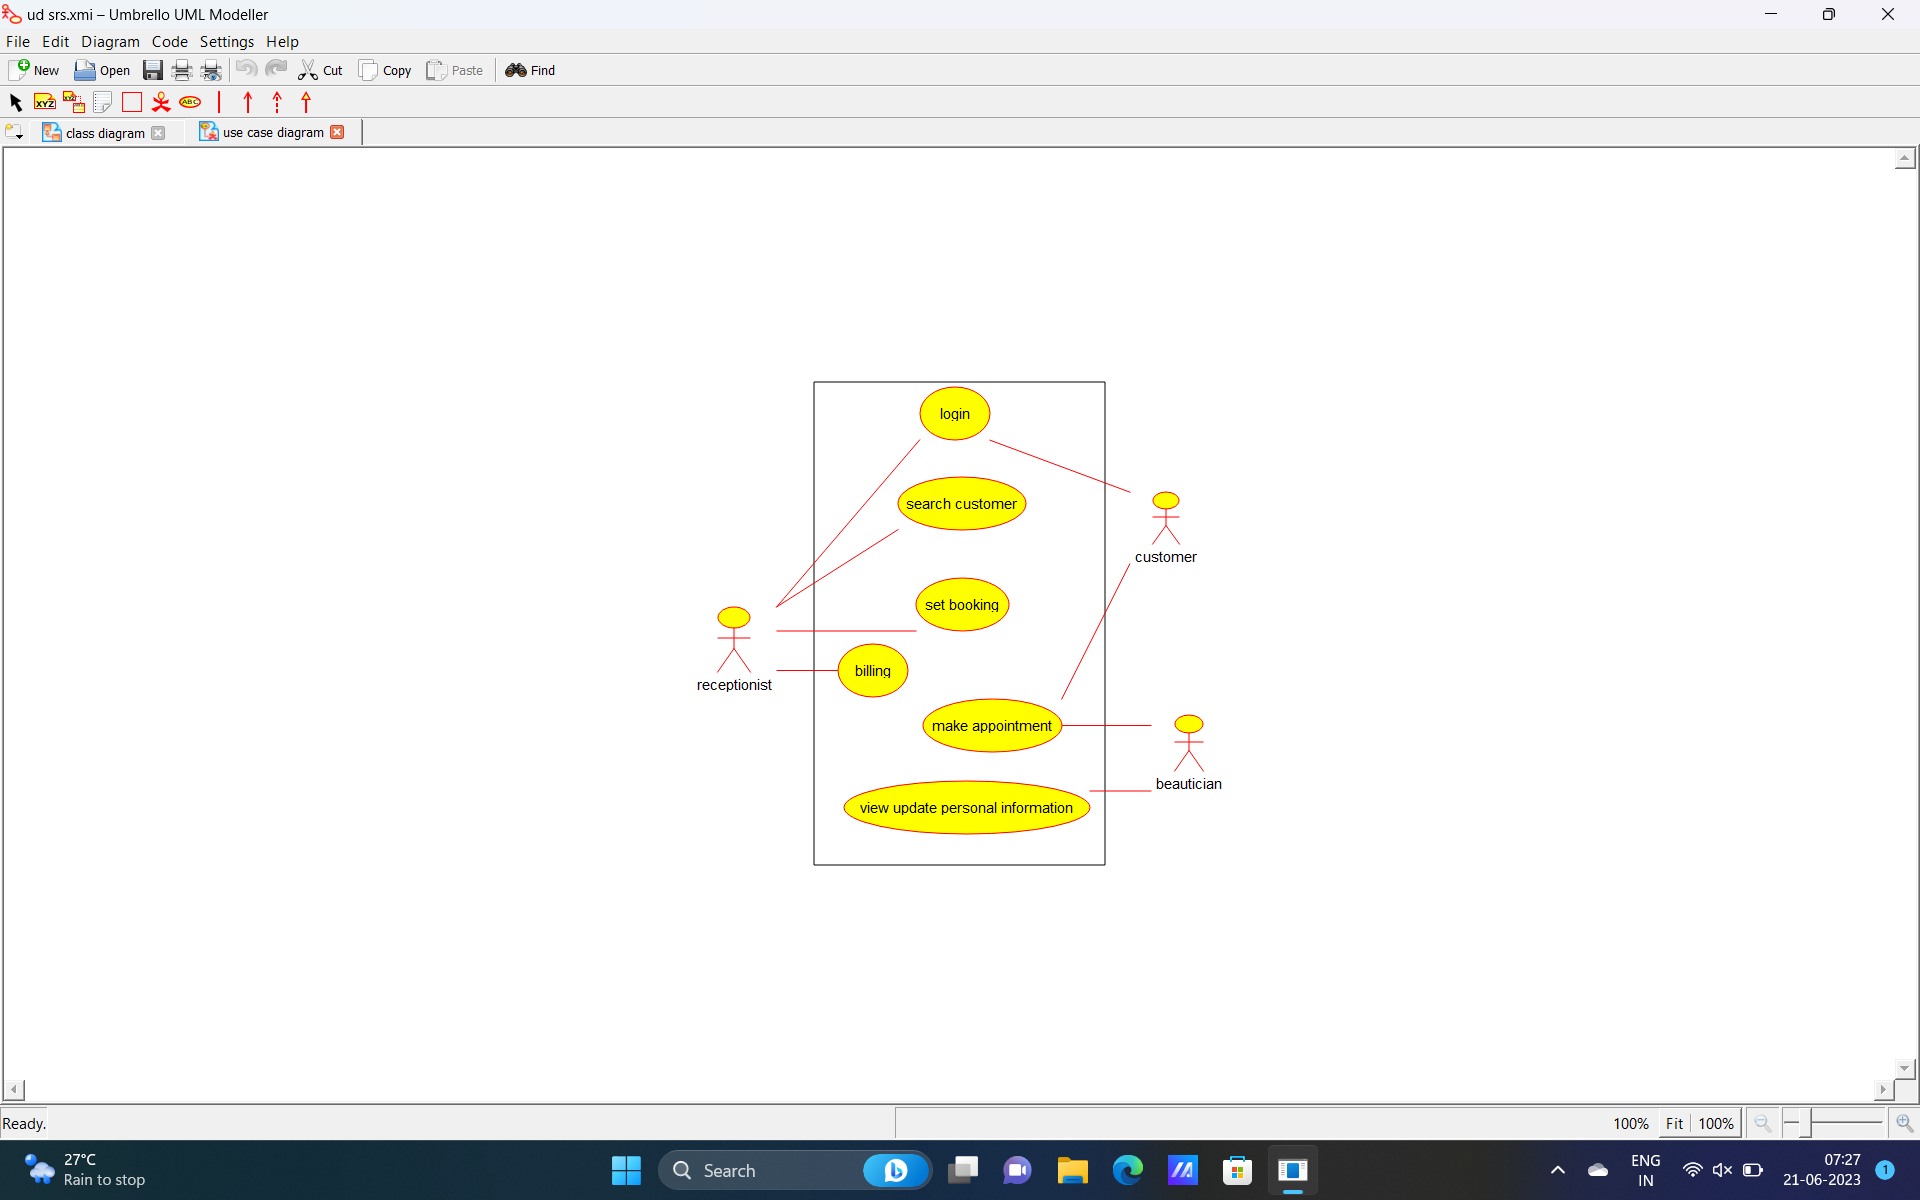 ud srs.xmi – Umbrello UML Modeller
File Edit Diagram Code Settings Help
New Open Cut Copy Paste Find
XYZ XYZ ABC
class diagram use case diagram
login
search customer
customer
set booking
billing
receptionist
make appointment
beautician
view update personal information
Ready. 100% Fit 100%
27°C
Rain to stop
Search
ENG
IN
07:27
21-06-2023
1